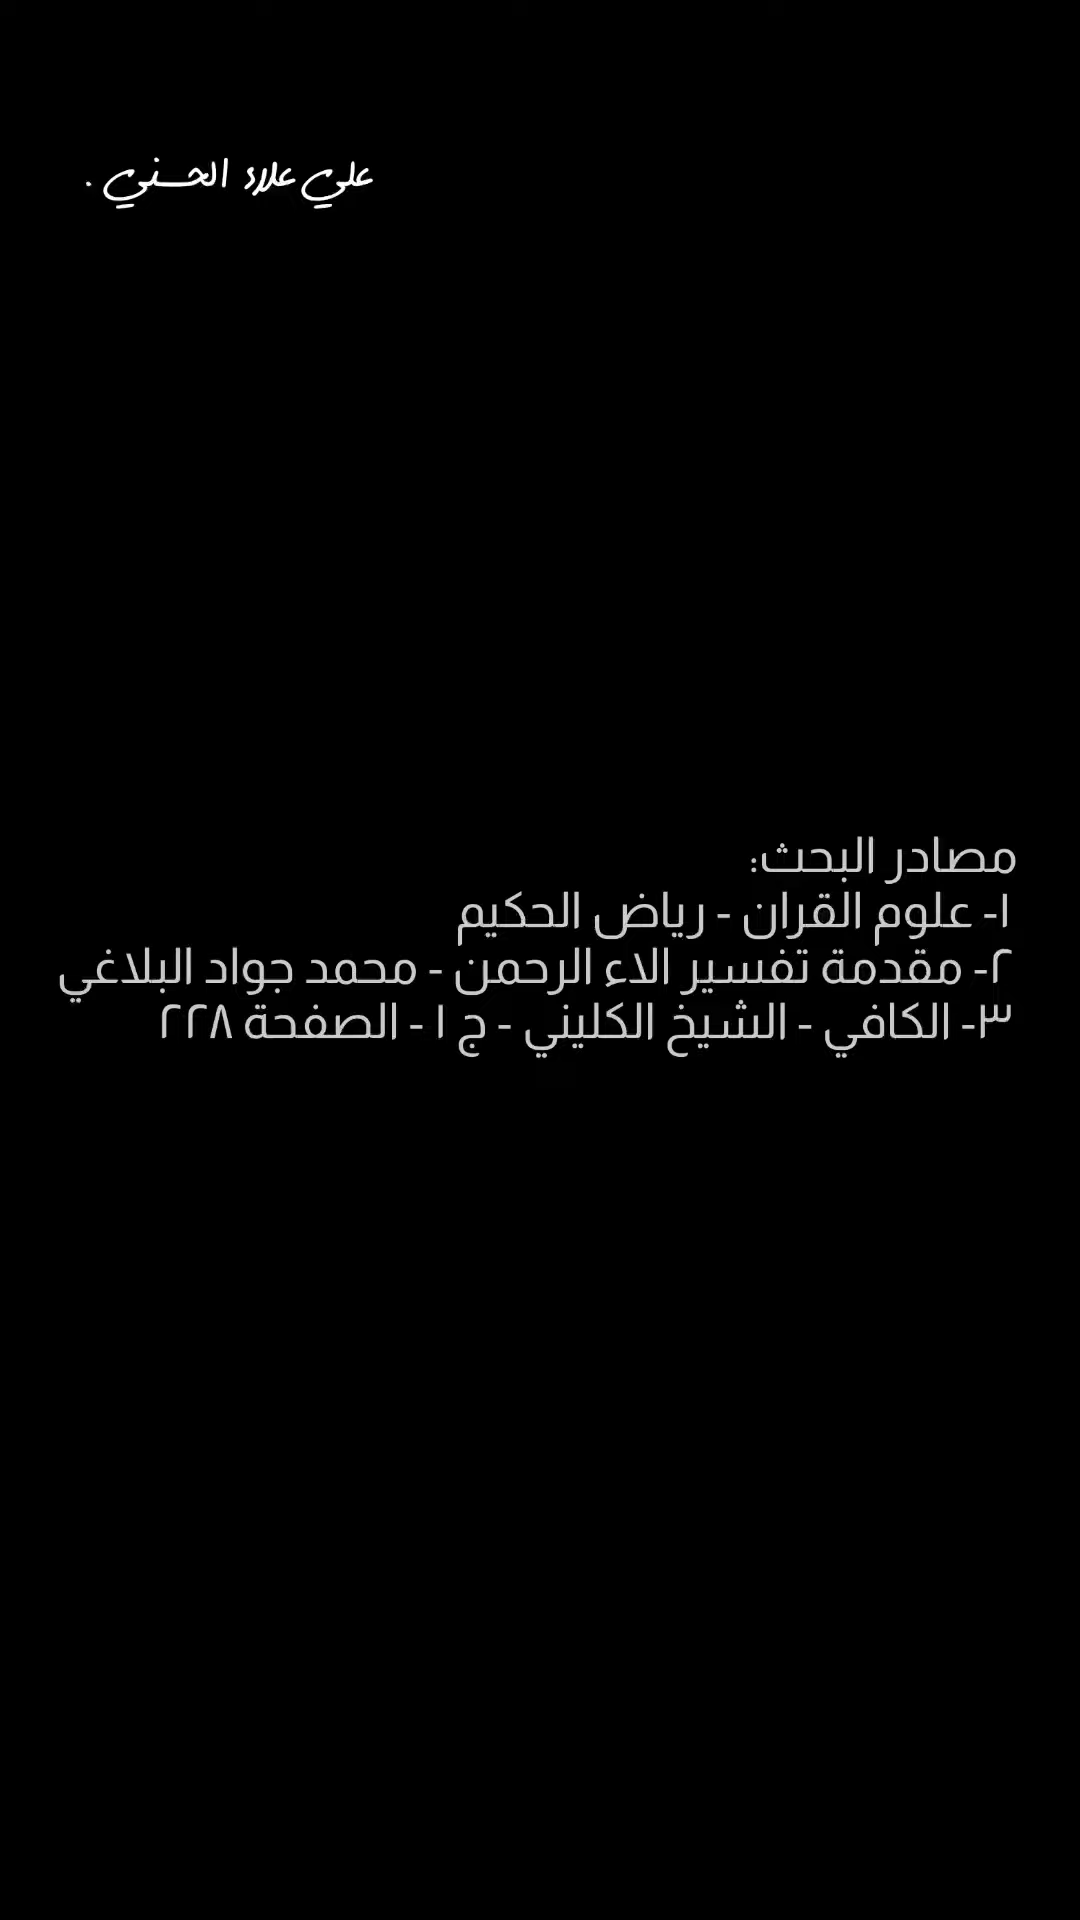 علي علاء الحسني .
مصادر البحث:
١- علوم القران - رياض الحكيم
٢- مقدمة تفسير الاء الرحمن - محمد جواد البلاغي
٣- الكافي - الشيخ الكليني - ج ١ - الصفحة ٢٢٨